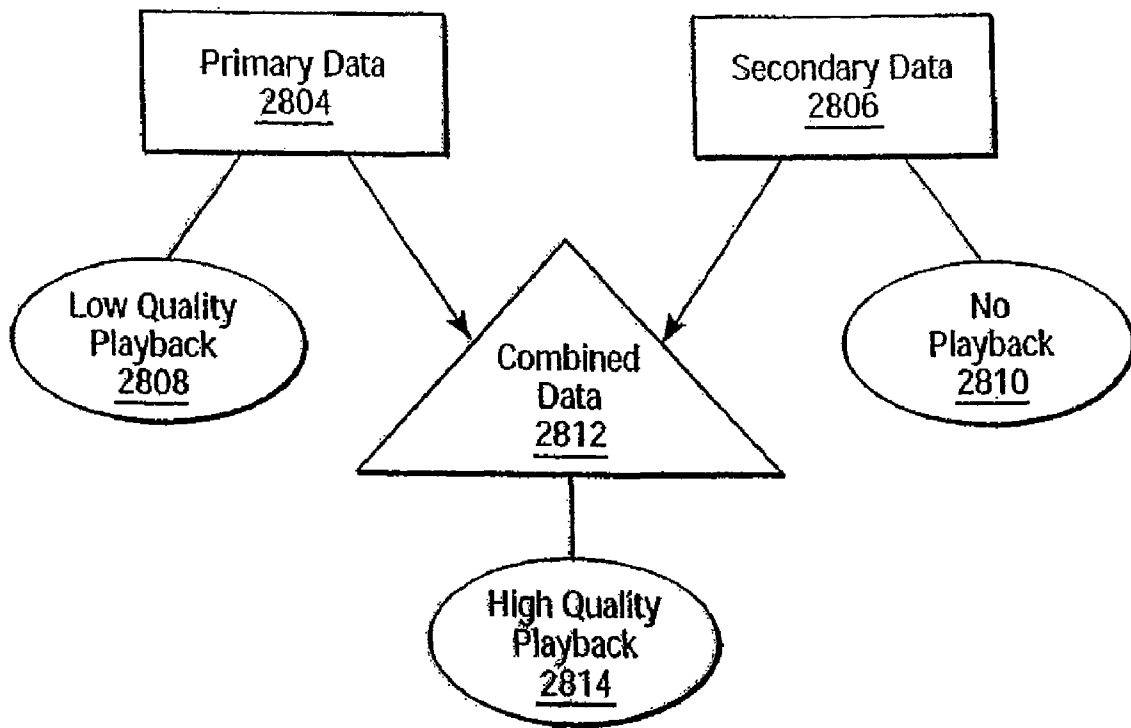 Primary Data
2804
Secondary Data
2806
Low Quality
Playback
2808
Combined
Data
2812
No
Playback
2810
High Quality
Playback
2814